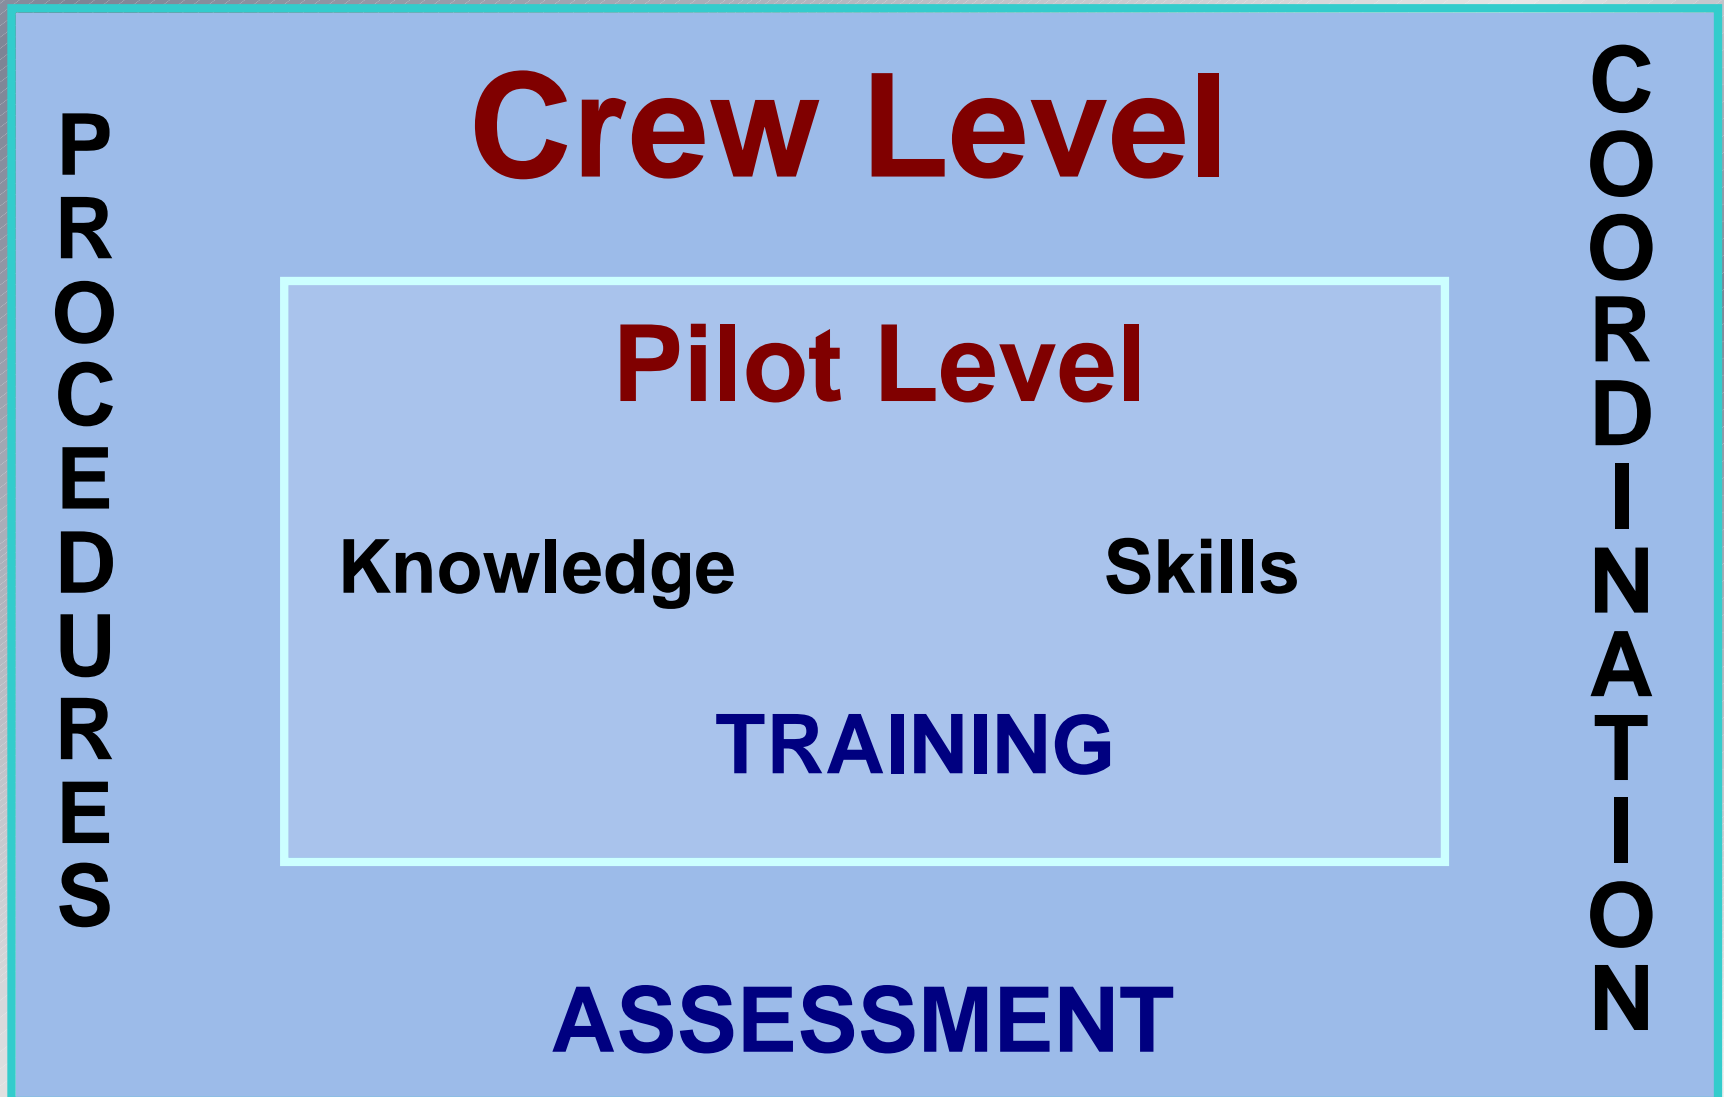 Crew Level
PROCEDURES
COORDINATION
Pilot Level
Knowledge Skills
TRAINING
ASSESSMENT